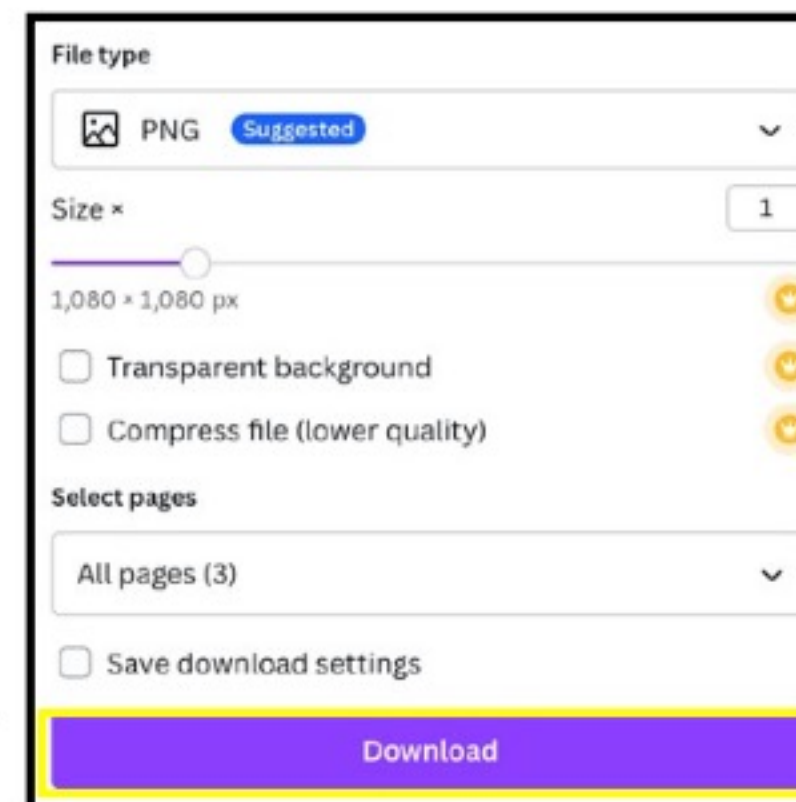 File type
PNG Suggested
Size × 1
1,080 × 1,080 px
Transparent background
Compress file (lower quality)
Select pages
All pages (3)
Save download settings
Download